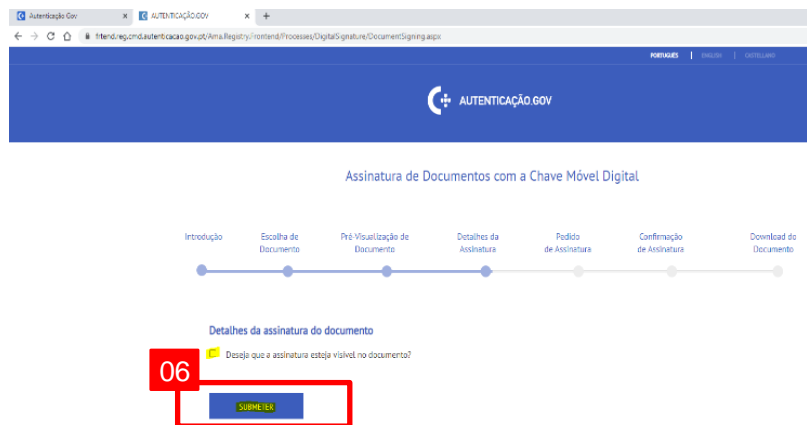 Autenticação Gov
AUTENTICAÇÃO.GOV
frtend.reg.cmd.autenticacao.gov.pt/Ama.Registry.Frontend/Processes/DigitalSignature/DocumentSigning.aspx
PORTUGUÊS | ENGLISH | CASTELLANO
AUTENTICAÇÃO.GOV
Assinatura de Documentos com a Chave Móvel Digital
Introdução
Escolha de
Documento
Pré-Visualização de
Documento
Detalhes da
Assinatura
Pedido
de Assinatura
Confirmação
de Assinatura
Download do
Documento
Detalhes da assinatura do documento
Deseja que a assinatura esteja visível no documento?
06
SUBMETER